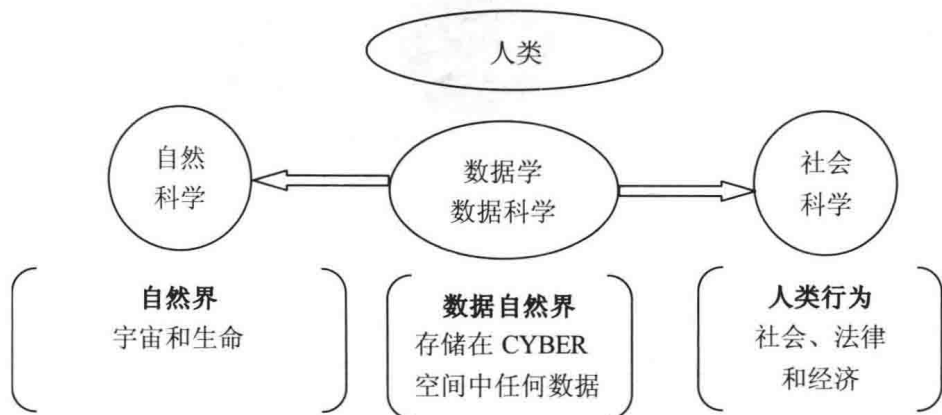 人类
自然
科学
数据学
数据科学
社会
科学
自然界
宇宙和生命
数据自然界
存储在 CYBER
空间中任何数据
人类行为
社会、法律
和经济